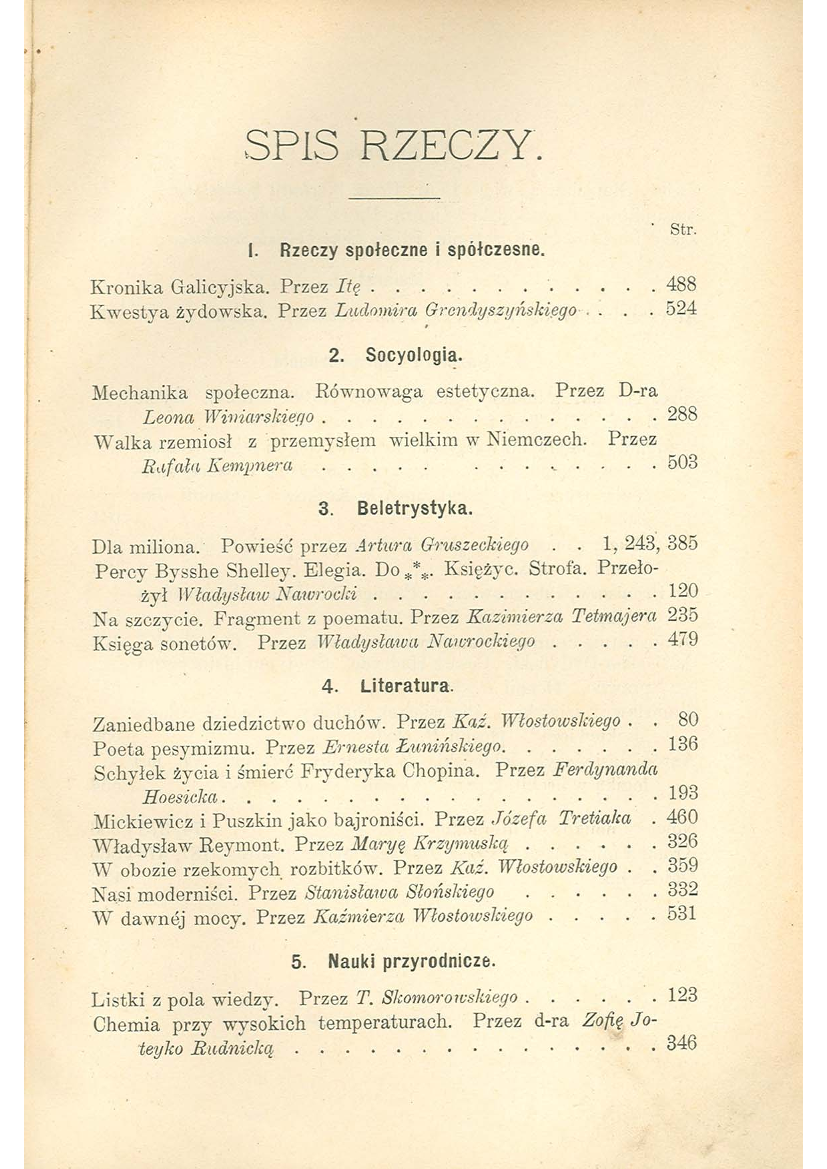 SPIS RZECZY.
Str.
I. Rzeczy społeczne i spółczesne.
Kronika Galicyjska. Przez Itę . . . . . . . . . . . . 488
Kwestya żydowska. Przez Ludomira Grendyszyńskiego . . . . 524
2. Socyologia.
Mechanika społeczna. Równowaga estetyczna. Przez D-ra
Leona Winiarskiego . . . . . . . . . . . . . . 288
Walka rzemiosł z przemysłem wielkim w Niemczech. Przez
Rafała Kempnera . . . . . . . . . . . . . 503
3. Beletrystyka.
Dla miliona. Powieść przez Artura Gruszeckiego . . 1, 243, 385
Percy Bysshe Shelley. Elegia. Do ***. Księżyc. Strofa. Przeło-
żył Władysław Nawrocki . . . . . . . . . . . . 120
Na szczycie. Fragment z poematu. Przez Kazimierza Tetmajera 235
Księga sonetów. Przez Władysława Nawrockiego . . . . . 479
4. Literatura.
Zaniedbane dziedzictwo duchów. Przez Kaź. Włostowskiego . . 80
Poeta pesymizmu. Przez Ernesta Łunińskiego. . . . . . . 136
Schyłek życia i śmierć Fryderyka Chopina. Przez Ferdynanda
Hoesicka . . . . . . . . . . . . . . . . . . 193
Mickiewicz i Puszkin jako bajroniści. Przez Józefa Tretiaka . 460
Władysław Reymont. Przez Maryę Krzymuską . . . . . . 326
W obozie rzekomych rozbitków. Przez Kaź. Włostowskiego . . 359
Nasi moderniści. Przez Stanisława Słońskiego . . . . . . 332
W dawnéj mocy. Przez Kaźmierza Włostowskiego . . . . . 531
5. Nauki przyrodnicze.
Listki z pola wiedzy. Przez T. Skomorowskiego . . . . . . 123
Chemia przy wysokich temperaturach. Przez d-ra Zofię Jo-
teyko Rudnicką . . . . . . . . . . . . . . . 346